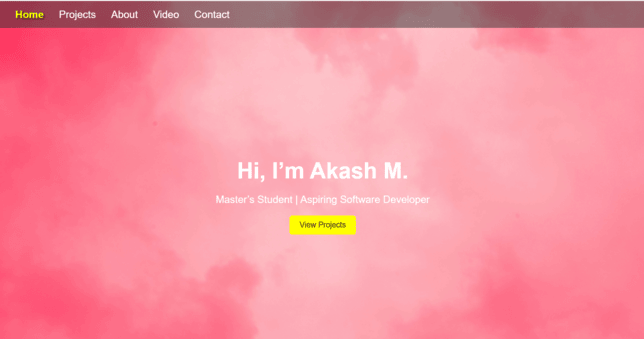 Home Projects About Video Contact
Hi, I’m Akash M.
Master’s Student | Aspiring Software Developer
View Projects